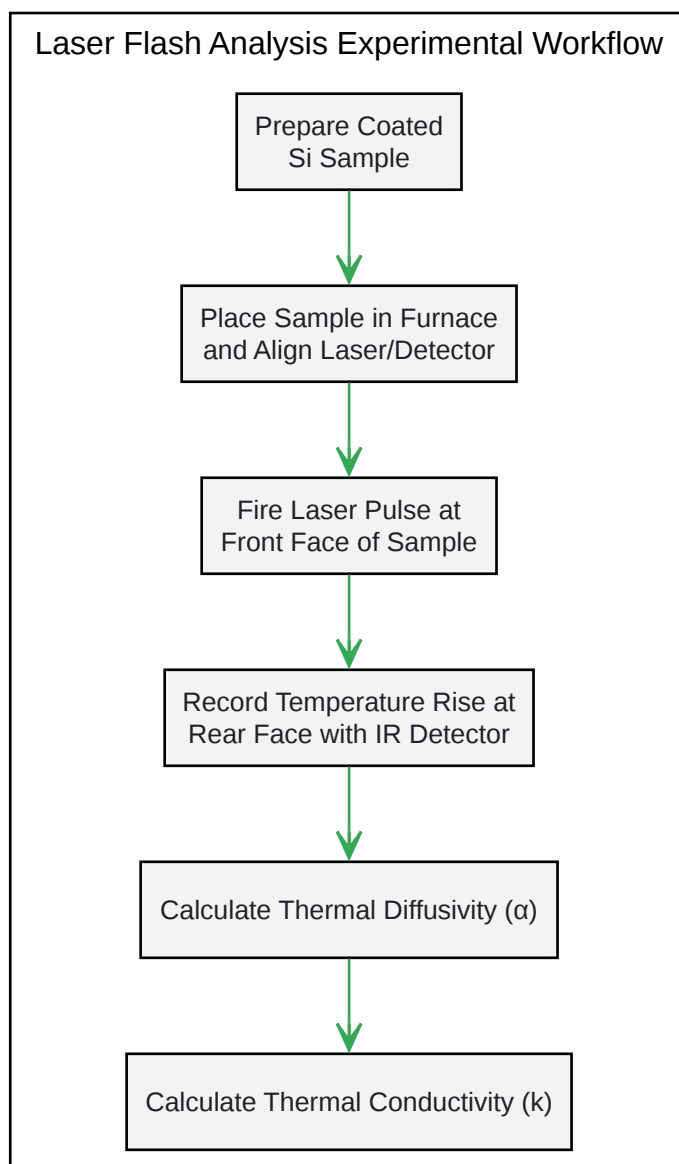 Laser Flash Analysis Experimental Workflow
Prepare Coated
Si Sample
Place Sample in Furnace
and Align Laser/Detector
Fire Laser Pulse at
Front Face of Sample
Record Temperature Rise at
Rear Face with IR Detector
Calculate Thermal Diffusivity (α)
Calculate Thermal Conductivity (k)